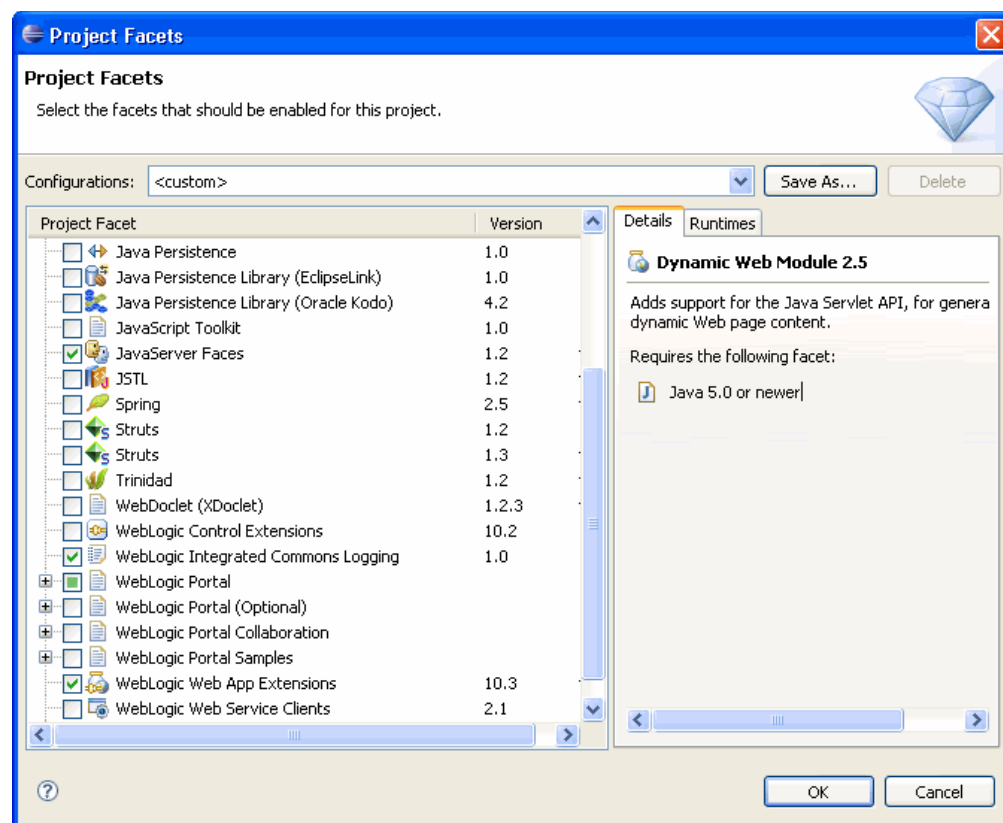 Project Facets
Project Facets
Select the facets that should be enabled for this project.
Configurations: <custom> Save As... Delete
Project Facet Version
Java Persistence 1.0
Java Persistence Library (EclipseLink) 1.0
Java Persistence Library (Oracle Kodo) 4.2
JavaScript Toolkit 1.0
JavaServer Faces 1.2
JSTL 1.2
Spring 2.5
Struts 1.2
Struts 1.3
Trinidad 1.2
WebDoclet (XDoclet) 1.2.3
WebLogic Control Extensions 10.2
WebLogic Integrated Commons Logging 1.0
WebLogic Portal
WebLogic Portal (Optional)
WebLogic Portal Collaboration
WebLogic Portal Samples
WebLogic Web App Extensions 10.3
WebLogic Web Service Clients 2.1
Details Runtimes
Dynamic Web Module 2.5
Adds support for the Java Servlet API, for genera
dynamic Web page content.
Requires the following facet:
Java 5.0 or newer
OK Cancel